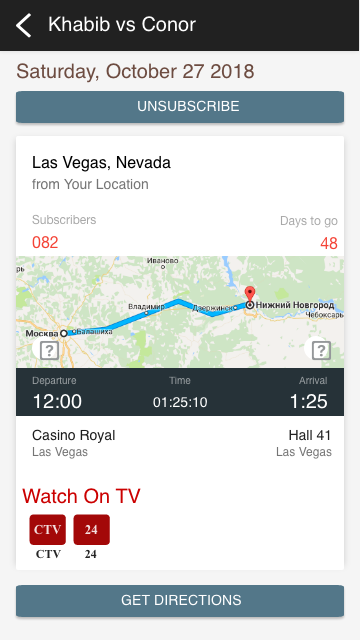 Khabib vs Conor
Saturday, October 27 2018
UNSUBSCRIBE
Las Vegas, Nevada
from Your Location
Subscribers Days to go
082 48
Иваново
Владимир
Дзержинск
Нижний Новгород
Чебоксар
Москва
Балашиха
? ?
Departure Time Arrival
12:00 01:25:10 1:25
Casino Royal Hall 41
Las Vegas Las Vegas
Watch On TV
CTV 24
CTV 24
GET DIRECTIONS